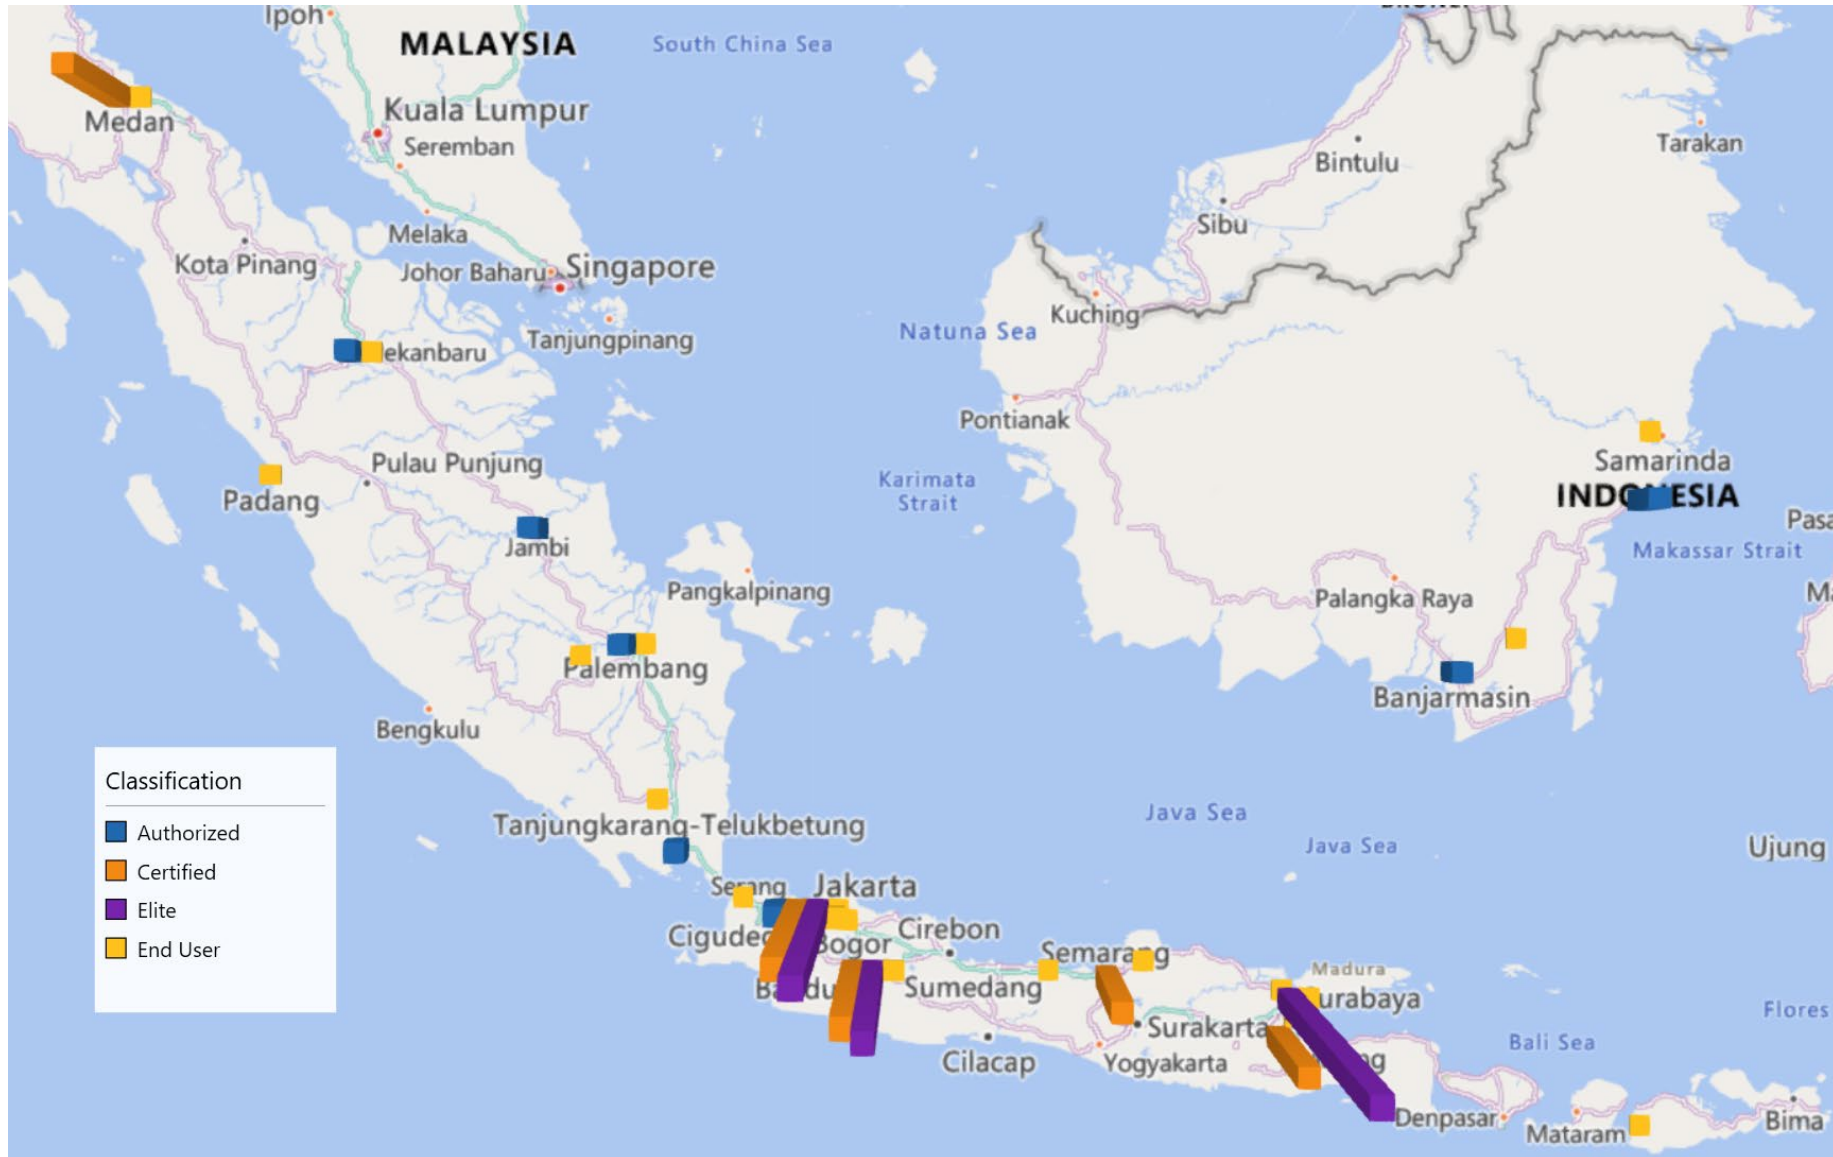 Ipoh
MALAYSIA
South China Sea
Kuala Lumpur
Medan
Seremban
Tarakan
Bintulu
Melaka
Sibu
Kota Pinang
Johor Baharu
Singapore
Kuching
Natuna Sea
Tanjungpinang
ekanbaru
Pontianak
Pulau Punjung
Samarinda
Karimata
Strait
Padang
Makassar Strait
Jambi
Pangkalpinang
Palangka Raya
Palembang
Banjarmasin
Bengkulu
Classification
Authorized
Certified
Elite
End User
Tanjungkarang-Telukbetung
Java Sea
Java Sea
Ujung
Jakarta
Cirebon
Semarang
Madura
Sumedang
urabaya
Flores
Surakarta
Bali Sea
Cilacap
Yogyakarta
Denpasar
Mataram
Bima